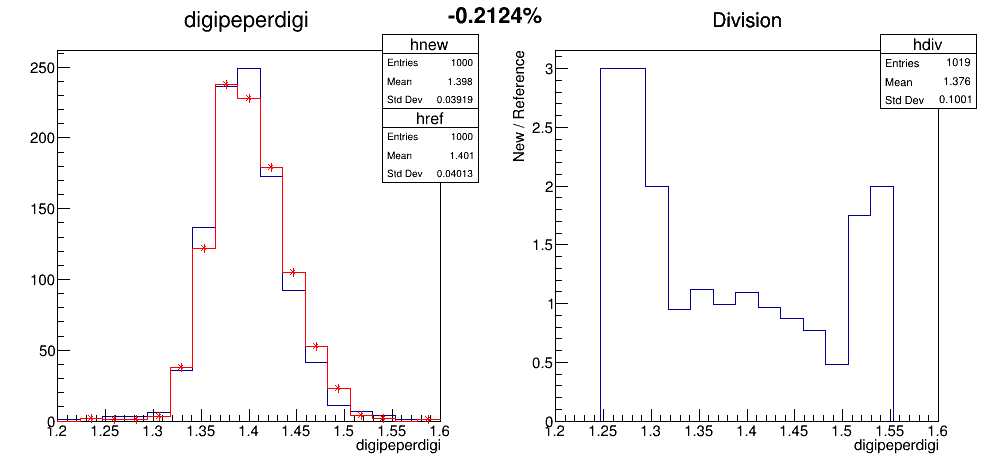 -0.2124%
digipeperdigi
hnew
Entries 1000
Mean 1.398
Std Dev 0.03919
href
Entries 1000
Mean 1.401
Std Dev 0.04013
250
200
150
100
50
0
1.2 1.25 1.3 1.35 1.4 1.45 1.5 1.55 1.6
digipeperdigi
Division
hdiv
Entries 1019
Mean 1.376
Std Dev 0.1001
New / Reference
3
2.5
2
1.5
1
0.5
0
1.2 1.25 1.3 1.35 1.4 1.45 1.5 1.55 1.6
digipeperdigi